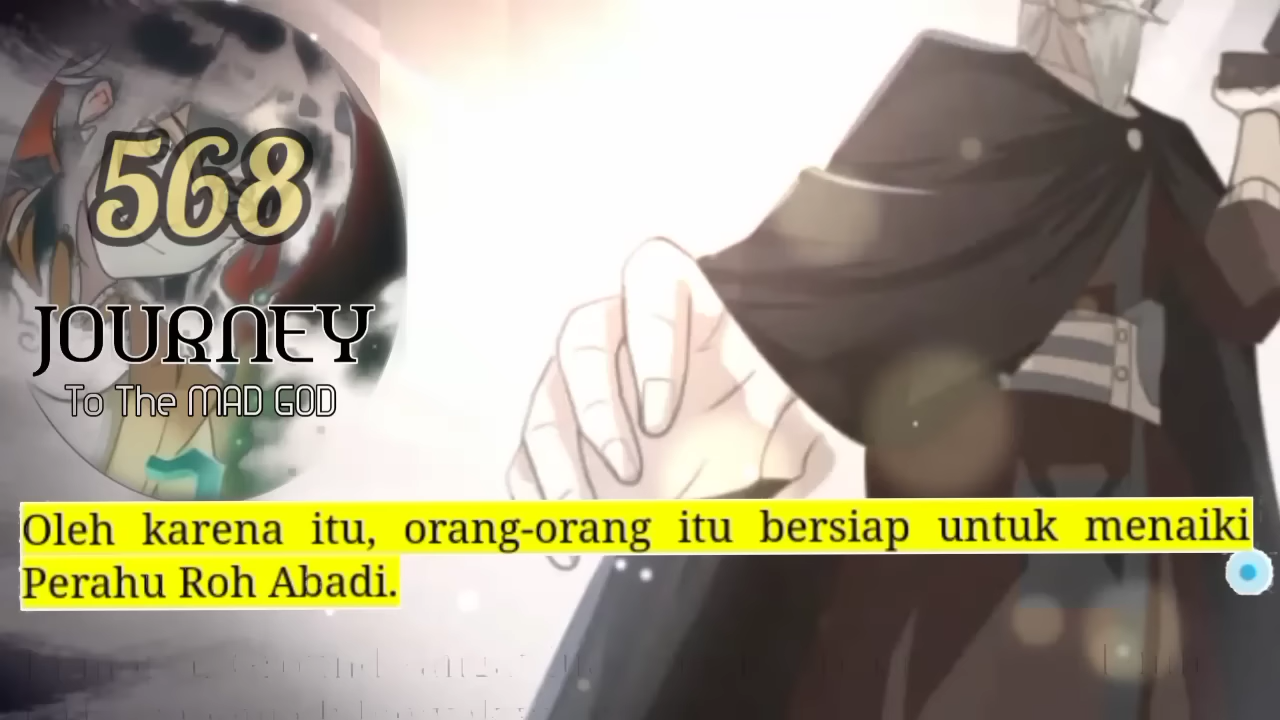 568
JOURNEY
To The MAD GOD
Oleh karena itu, orang-orang itu bersiap untuk menaiki
Perahu Roh Abadi.